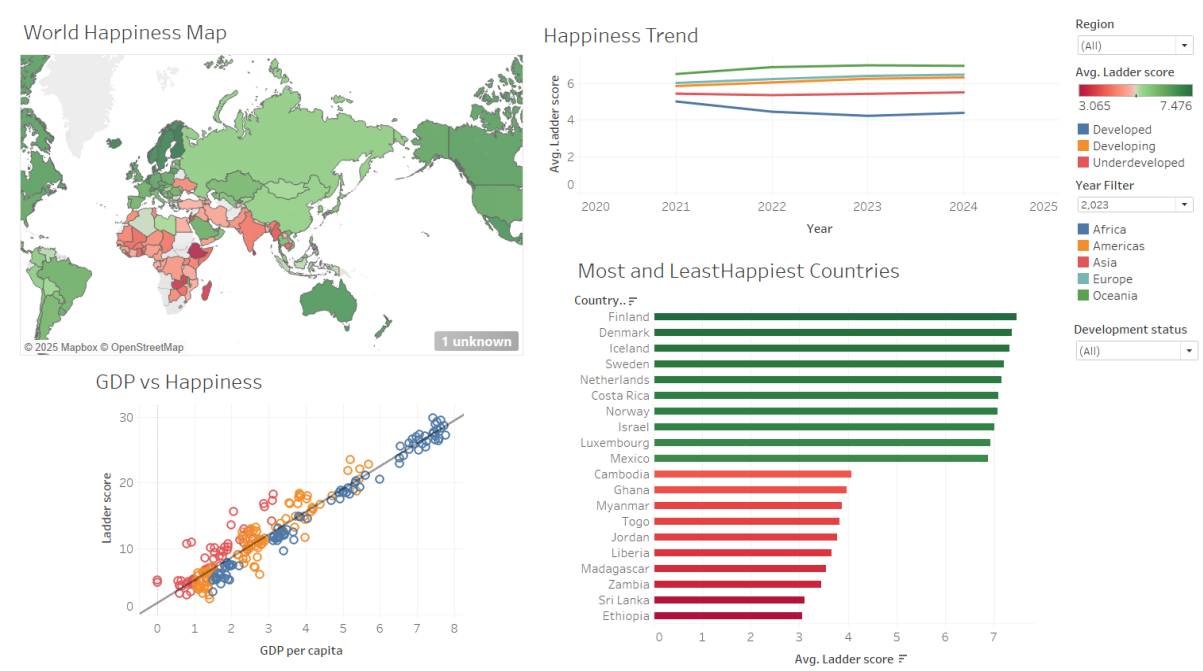 World Happiness Map
© 2025 Mapbox © OpenStreetMap
1 unknown
Happiness Trend
Avg. Ladder score
6
4
2
0
2020 2021 2022 2023 2024 2025
Year
Region
(All)
Avg. Ladder score
3.065 7.476
Developed
Developing
Underdeveloped
Year Filter
2,023
Africa
Americas
Asia
Europe
Oceania
Development status
(All)
GDP vs Happiness
Ladder score
30
20
10
0
0 1 2 3 4 5 6 7 8
GDP per capita
Most and LeastHappiest Countries
Country..
Finland
Denmark
Iceland
Sweden
Netherlands
Costa Rica
Norway
Israel
Luxembourg
Mexico
Cambodia
Ghana
Myanmar
Togo
Jordan
Liberia
Madagascar
Zambia
Sri Lanka
Ethiopia
0 1 2 3 4 5 6 7
Avg. Ladder score